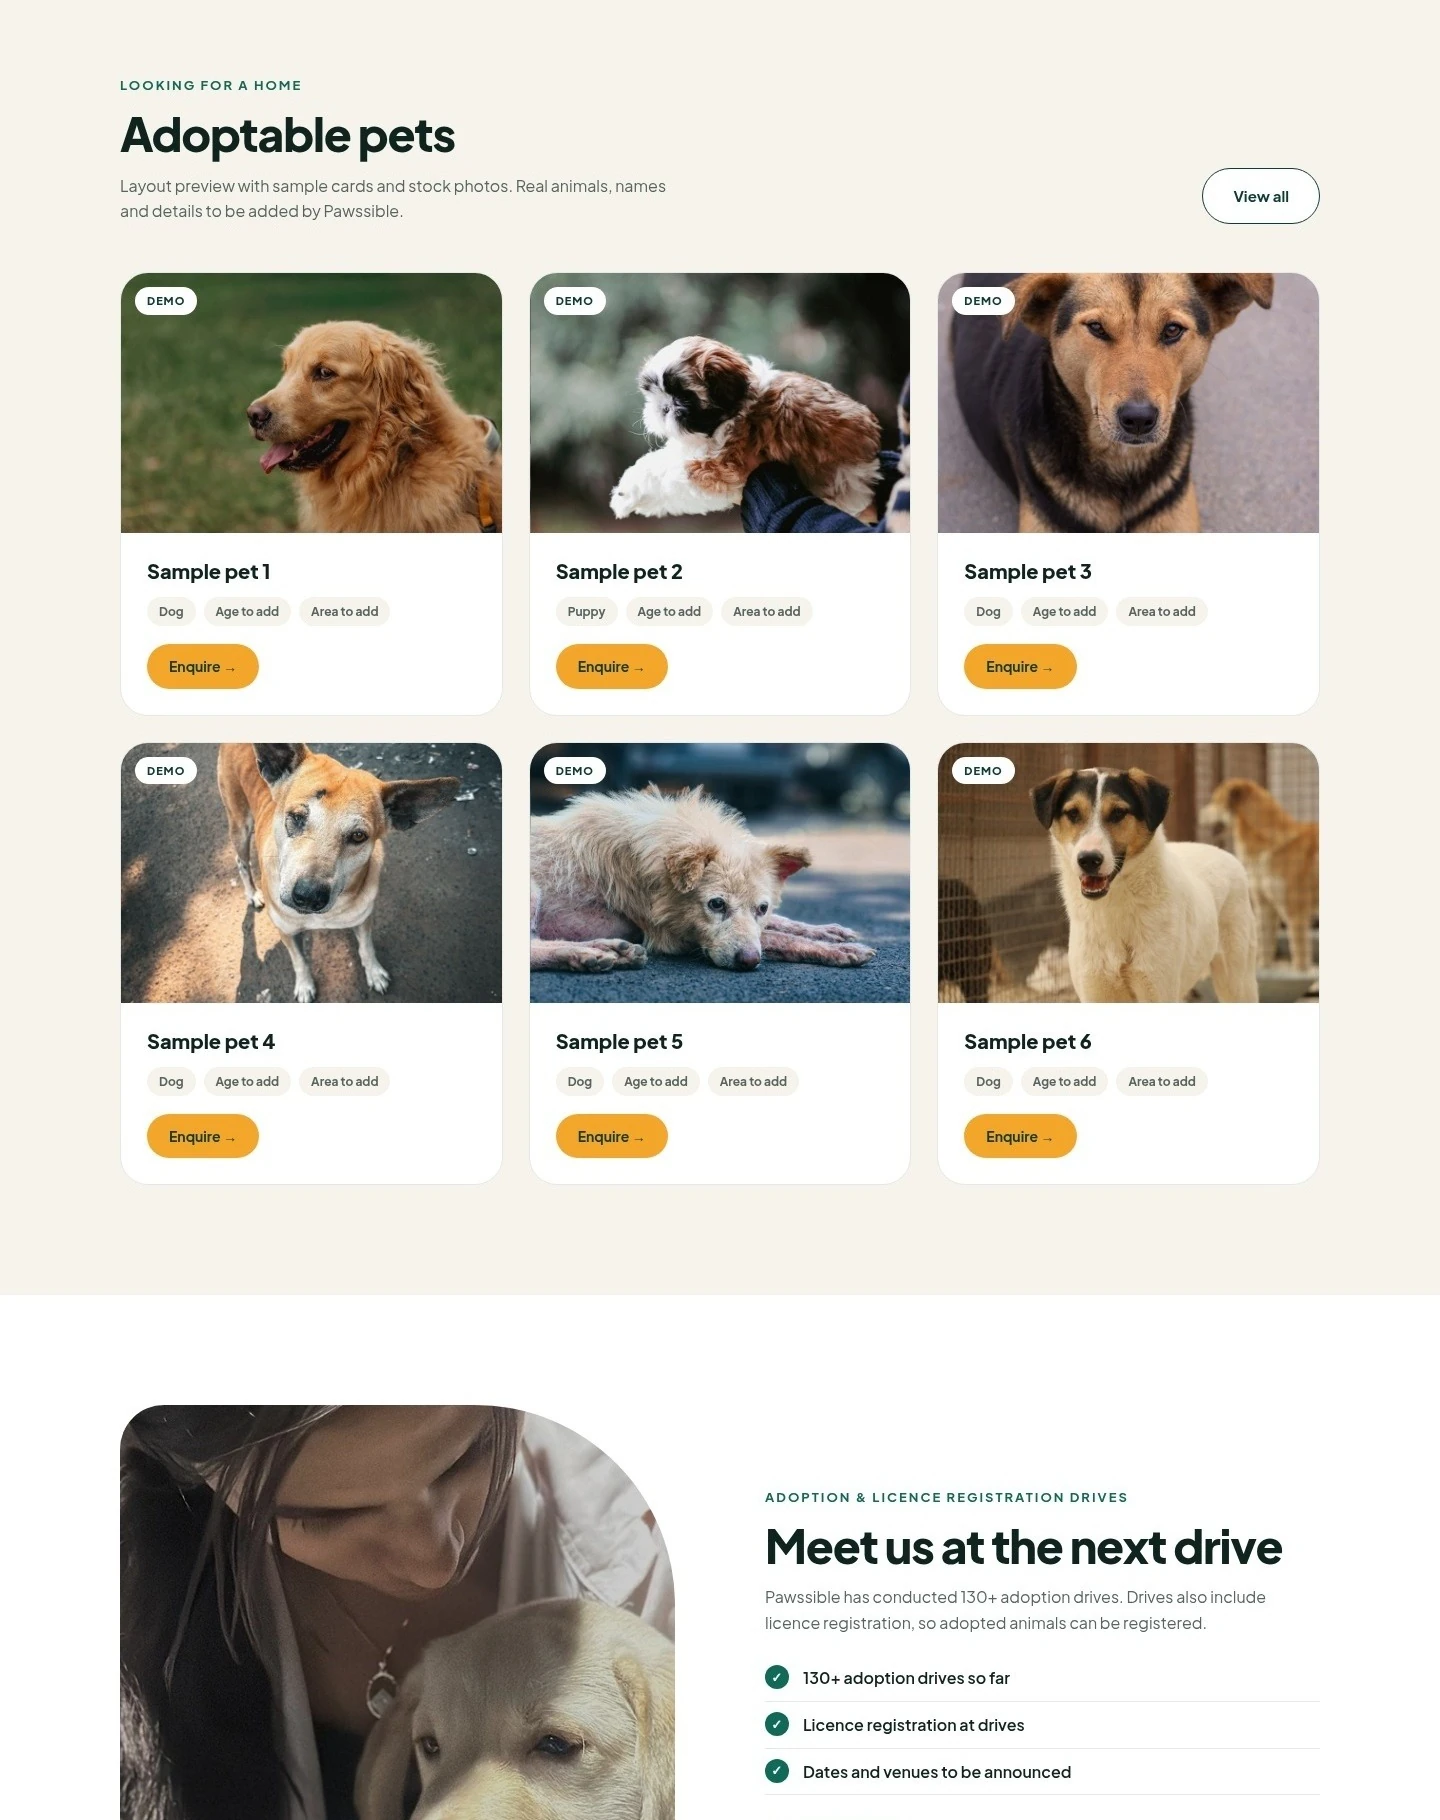 LOOKING FOR A HOME
Adoptable pets
Layout preview with sample cards and stock photos. Real animals, names
and details to be added by Pawssible.
View all
DEMO
DEMO
DEMO
Sample pet 1
Dog Age to add Area to add
Enquire →
Sample pet 2
Puppy Age to add Area to add
Enquire →
Sample pet 3
Dog Age to add Area to add
Enquire →
DEMO
DEMO
DEMO
Sample pet 4
Dog Age to add Area to add
Enquire →
Sample pet 5
Dog Age to add Area to add
Enquire →
Sample pet 6
Dog Age to add Area to add
Enquire →
ADOPTION & LICENCE REGISTRATION DRIVES
Meet us at the next drive
Pawssible has conducted 130+ adoption drives. Drives also include
licence registration, so adopted animals can be registered.
✓ 130+ adoption drives so far
✓ Licence registration at drives
✓ Dates and venues to be announced